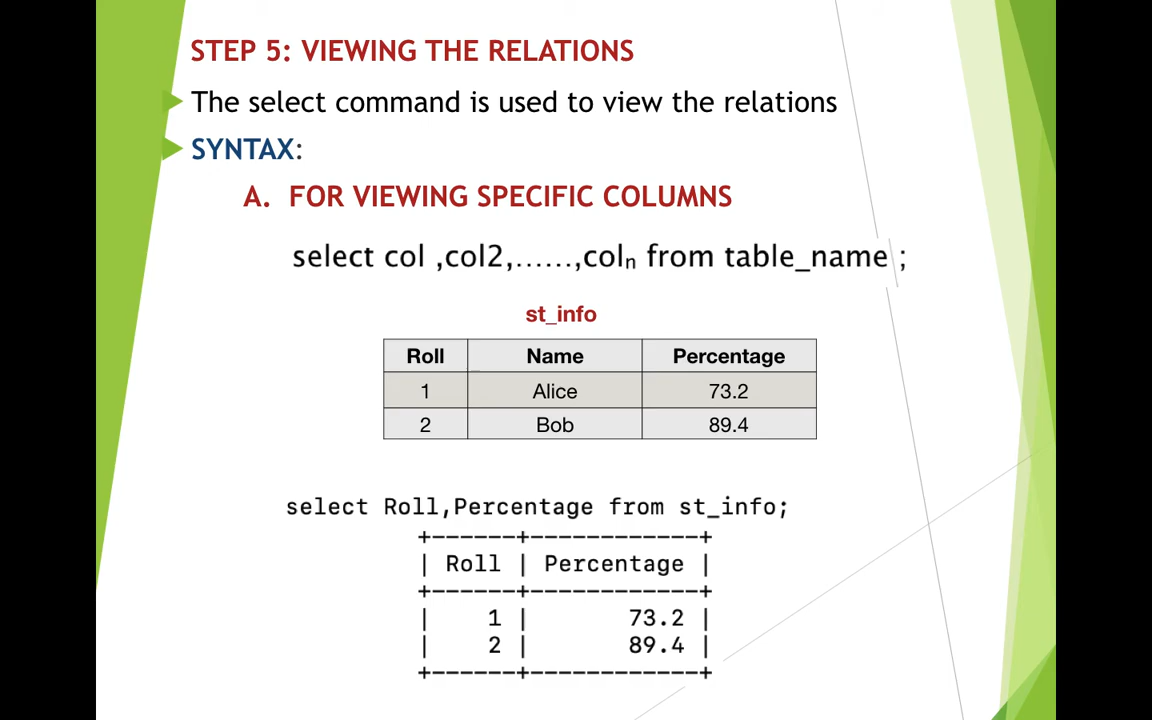 STEP 5: VIEWING THE RELATIONS
The select command is used to view the relations
SYNTAX:
A. FOR VIEWING SPECIFIC COLUMNS
select col ,col2,......,colₙ from table_name ;
st_info
Roll Name Percentage
1 Alice 73.2
2 Bob 89.4
select Roll,Percentage from st_info;
+------+------------+
| Roll | Percentage |
+------+------------+
|    1 |       73.2 |
|    2 |       89.4 |
+------+------------+